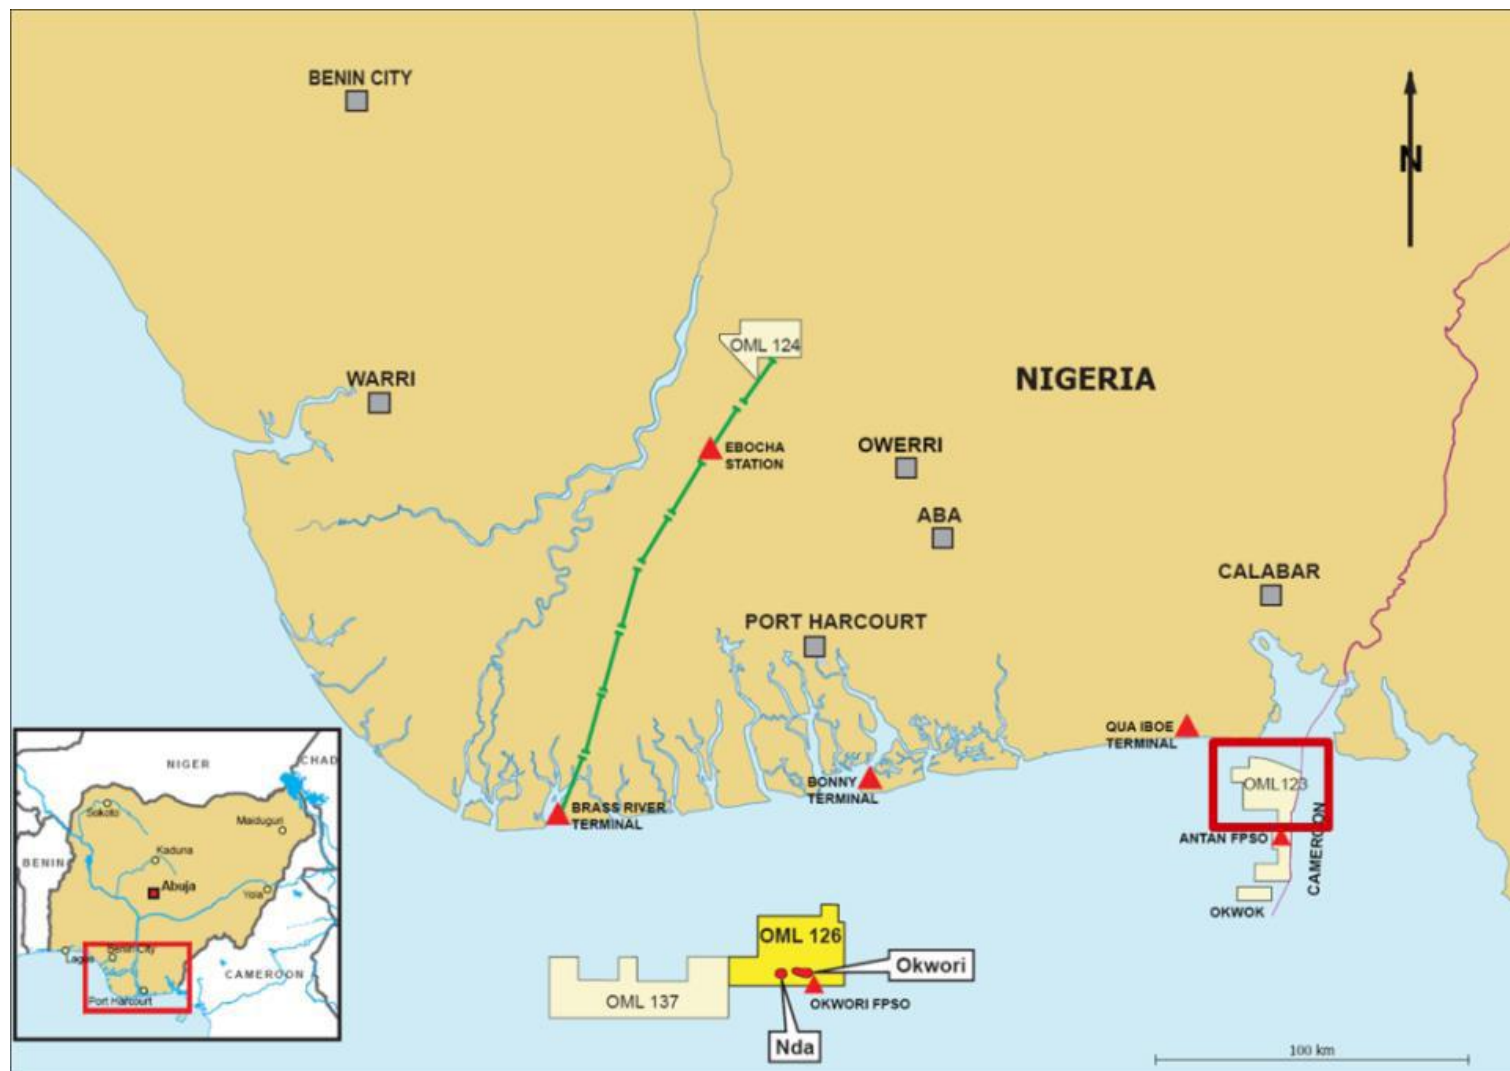 BENIN CITY
N
OML 124
WARRI
NIGERIA
EBOCHA
STATION
OWERRI
ABA
CALABAR
PORT HARCOURT
QUA IBOE
TERMINAL
BONNY
TERMINAL
BRASS RIVER
TERMINAL
OML 123
ANTAN FPSO
CAMEROON
OKWOK
OML 126
Okwori
OML 137
OKWORI FPSO
Nda
100 km
NIGER
CHAD
Sokoto
Maiduguri
Kaduna
BENIN
Abuja
Yola
Benin City
Lagos
CAMEROON
Port Harcourt